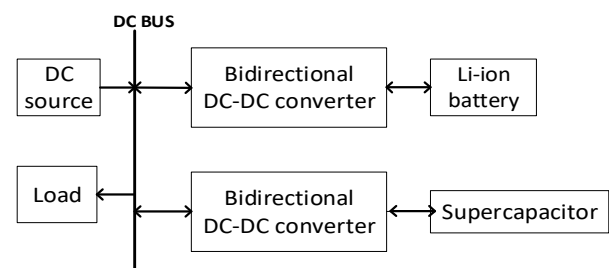 DC BUS
DC
source
Bidirectional
DC-DC converter
Li-ion
battery
Load
Bidirectional
DC-DC converter
Supercapacitor